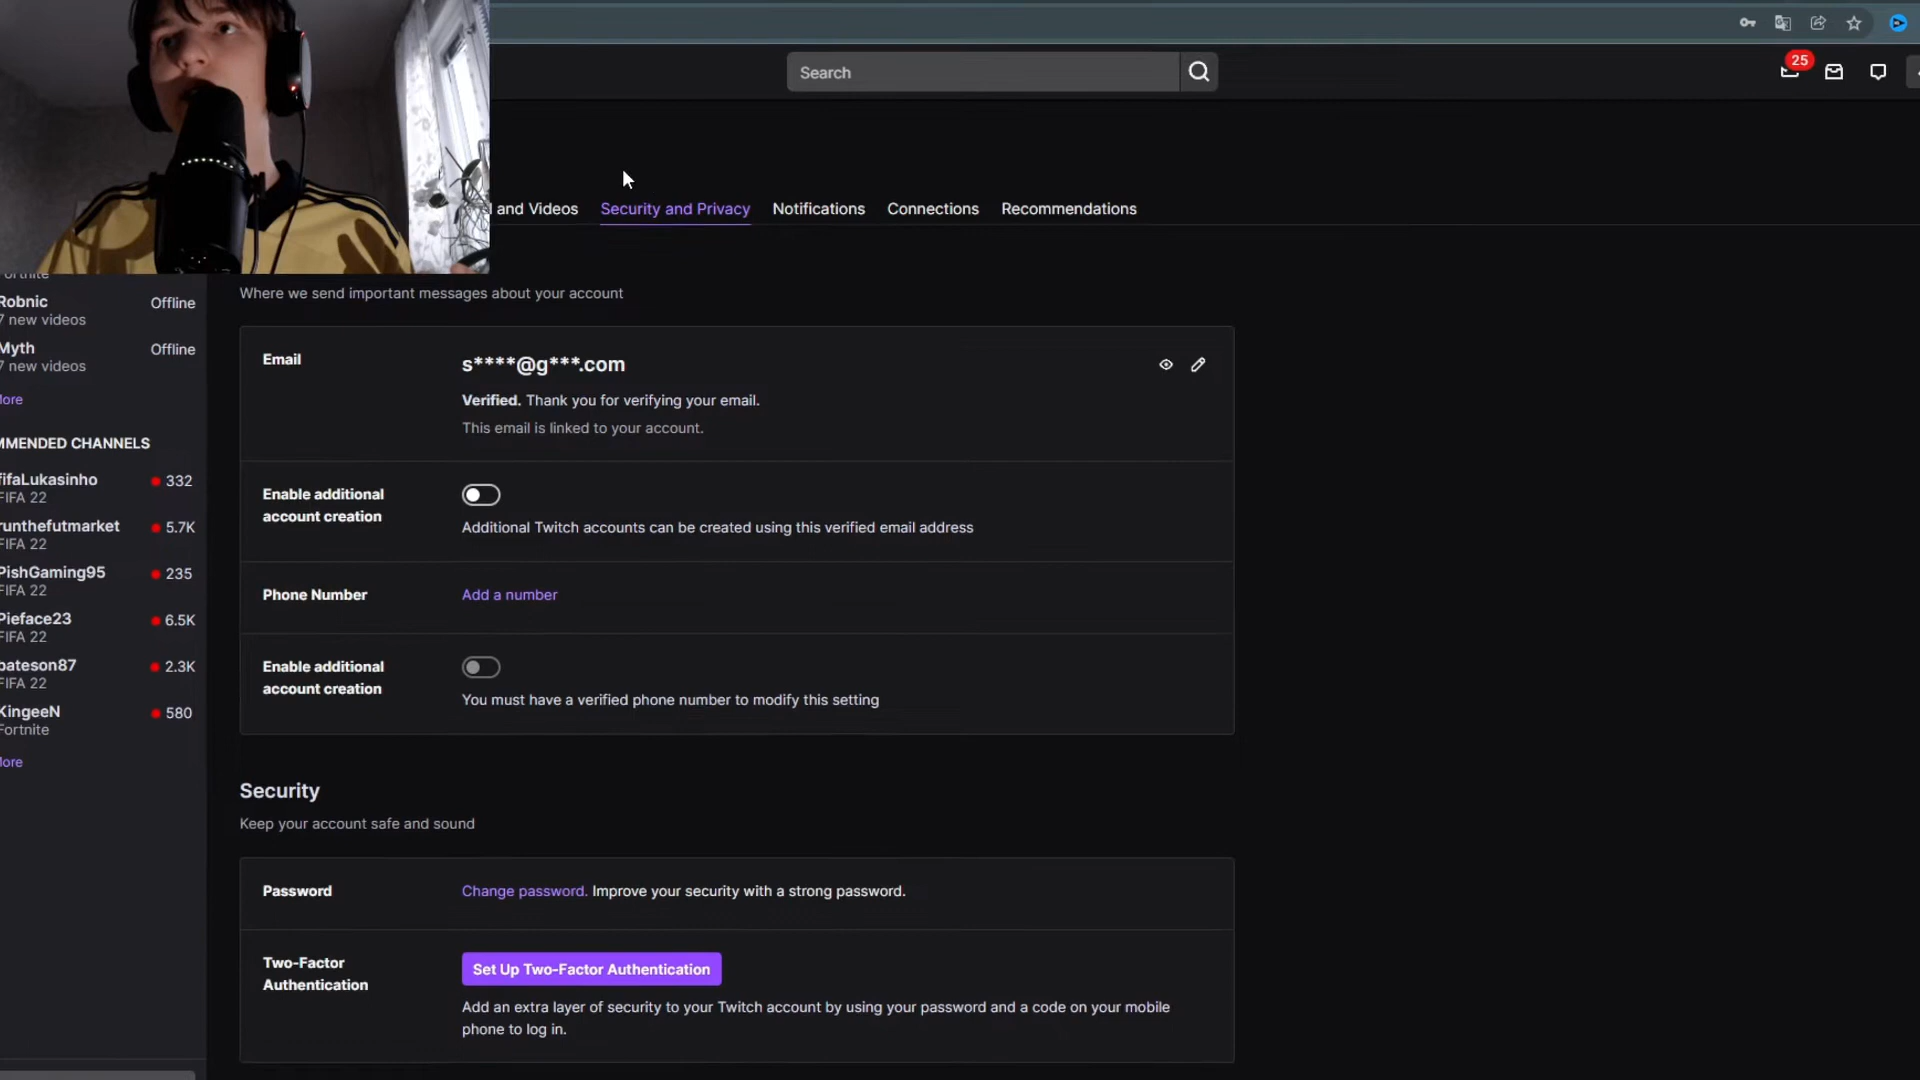 Search
25
and Videos Security and Privacy Notifications Connections Recommendations
Where we send important messages about your account
Robnic Offline
7 new videos
Myth Offline
7 new videos
MMENDED CHANNELS
fifaLukasinho 332
FIFA 22
runthefutmarket 5.7K
FIFA 22
PishGaming95 235
FIFA 22
Pieface23 6.5K
FIFA 22
bateson87 2.3K
FIFA 22
KingeeN 580
Fortnite
Email
s****@g***.com
Verified. Thank you for verifying your email.
This email is linked to your account.
Enable additional
account creation
Additional Twitch accounts can be created using this verified email address
Phone Number Add a number
Enable additional
account creation
You must have a verified phone number to modify this setting
Security
Keep your account safe and sound
Password Change password. Improve your security with a strong password.
Two-Factor
Authentication
Set Up Two-Factor Authentication
Add an extra layer of security to your Twitch account by using your password and a code on your mobile
phone to log in.